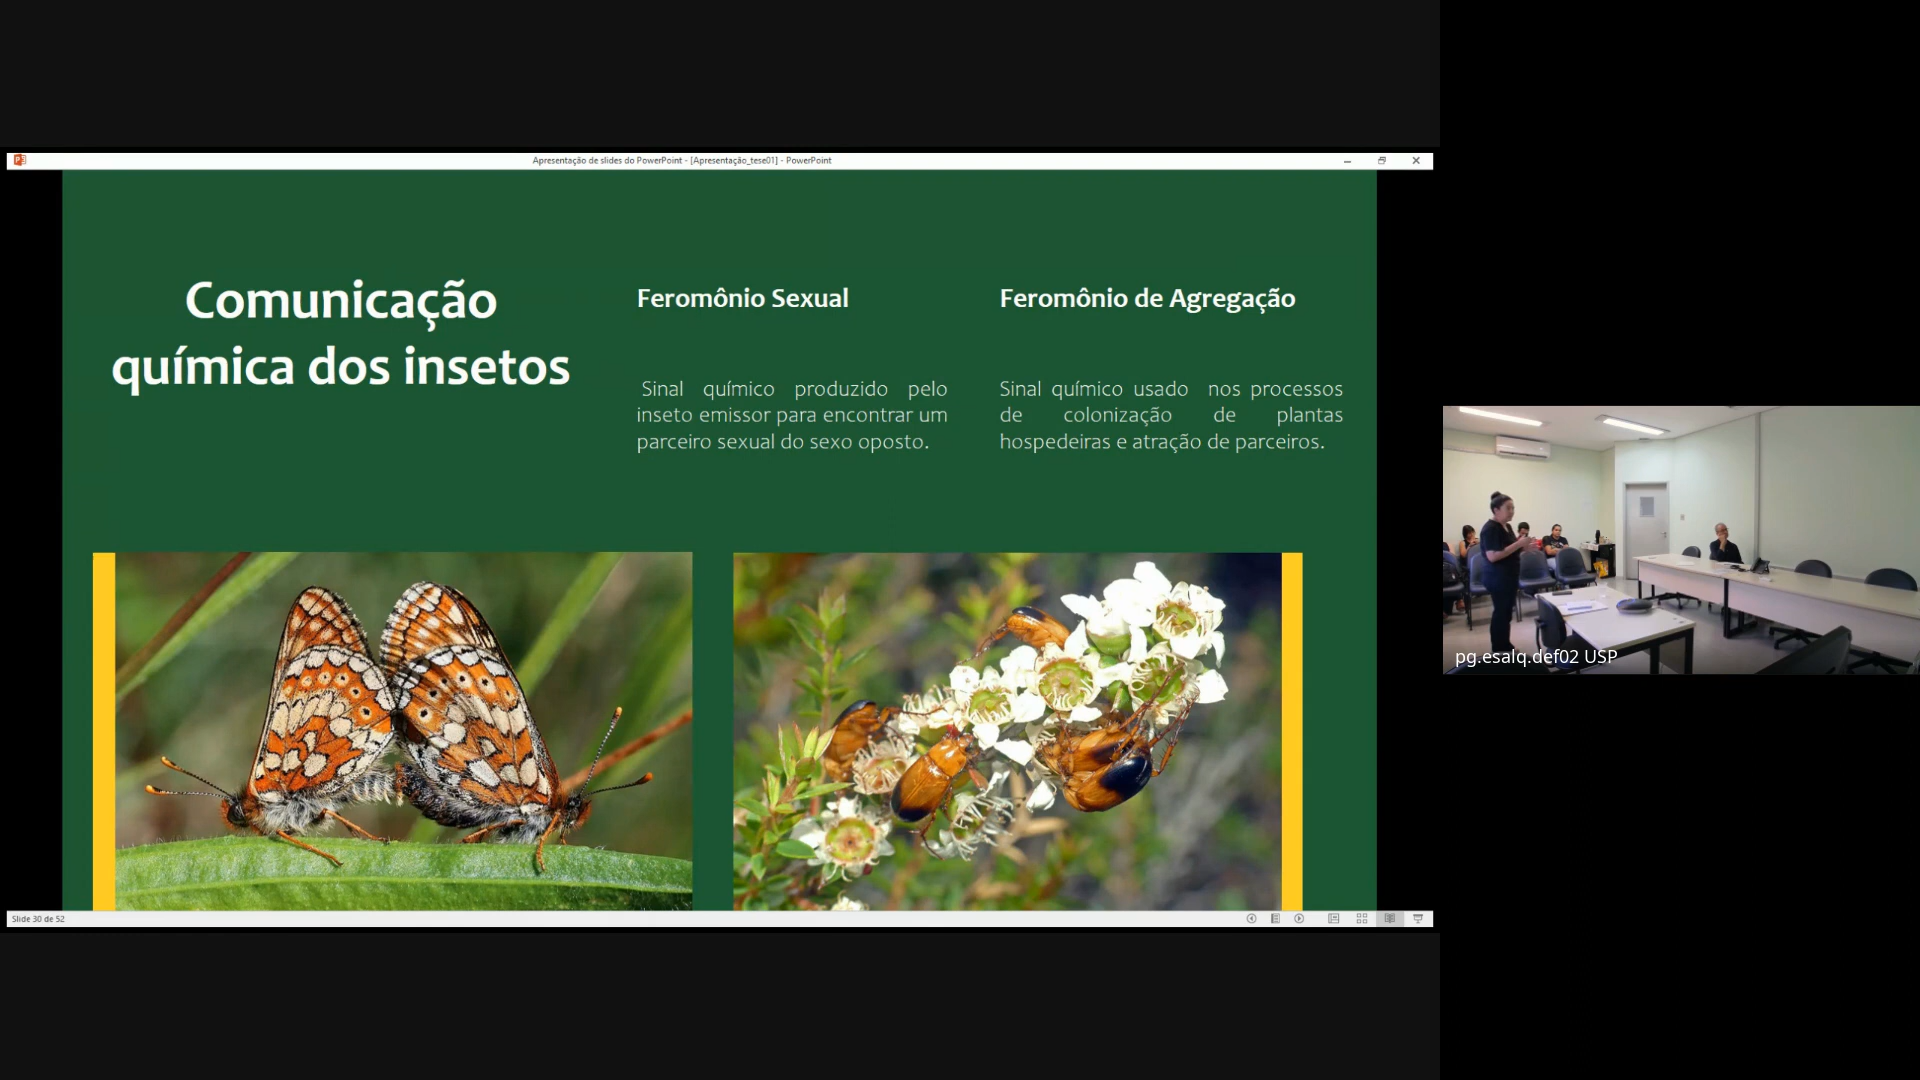 Apresentação de slides do PowerPoint - [Apresentação_tese01] - PowerPoint
Comunicação
química dos insetos
Feromônio Sexual
Sinal químico produzido pelo
inseto emissor para encontrar um
parceiro sexual do sexo oposto.
Feromônio de Agregação
Sinal químico usado nos processos
de colonização de plantas
hospedeiras e atração de parceiros.
Slide 30 de 52
pg.esalq.def02 USP